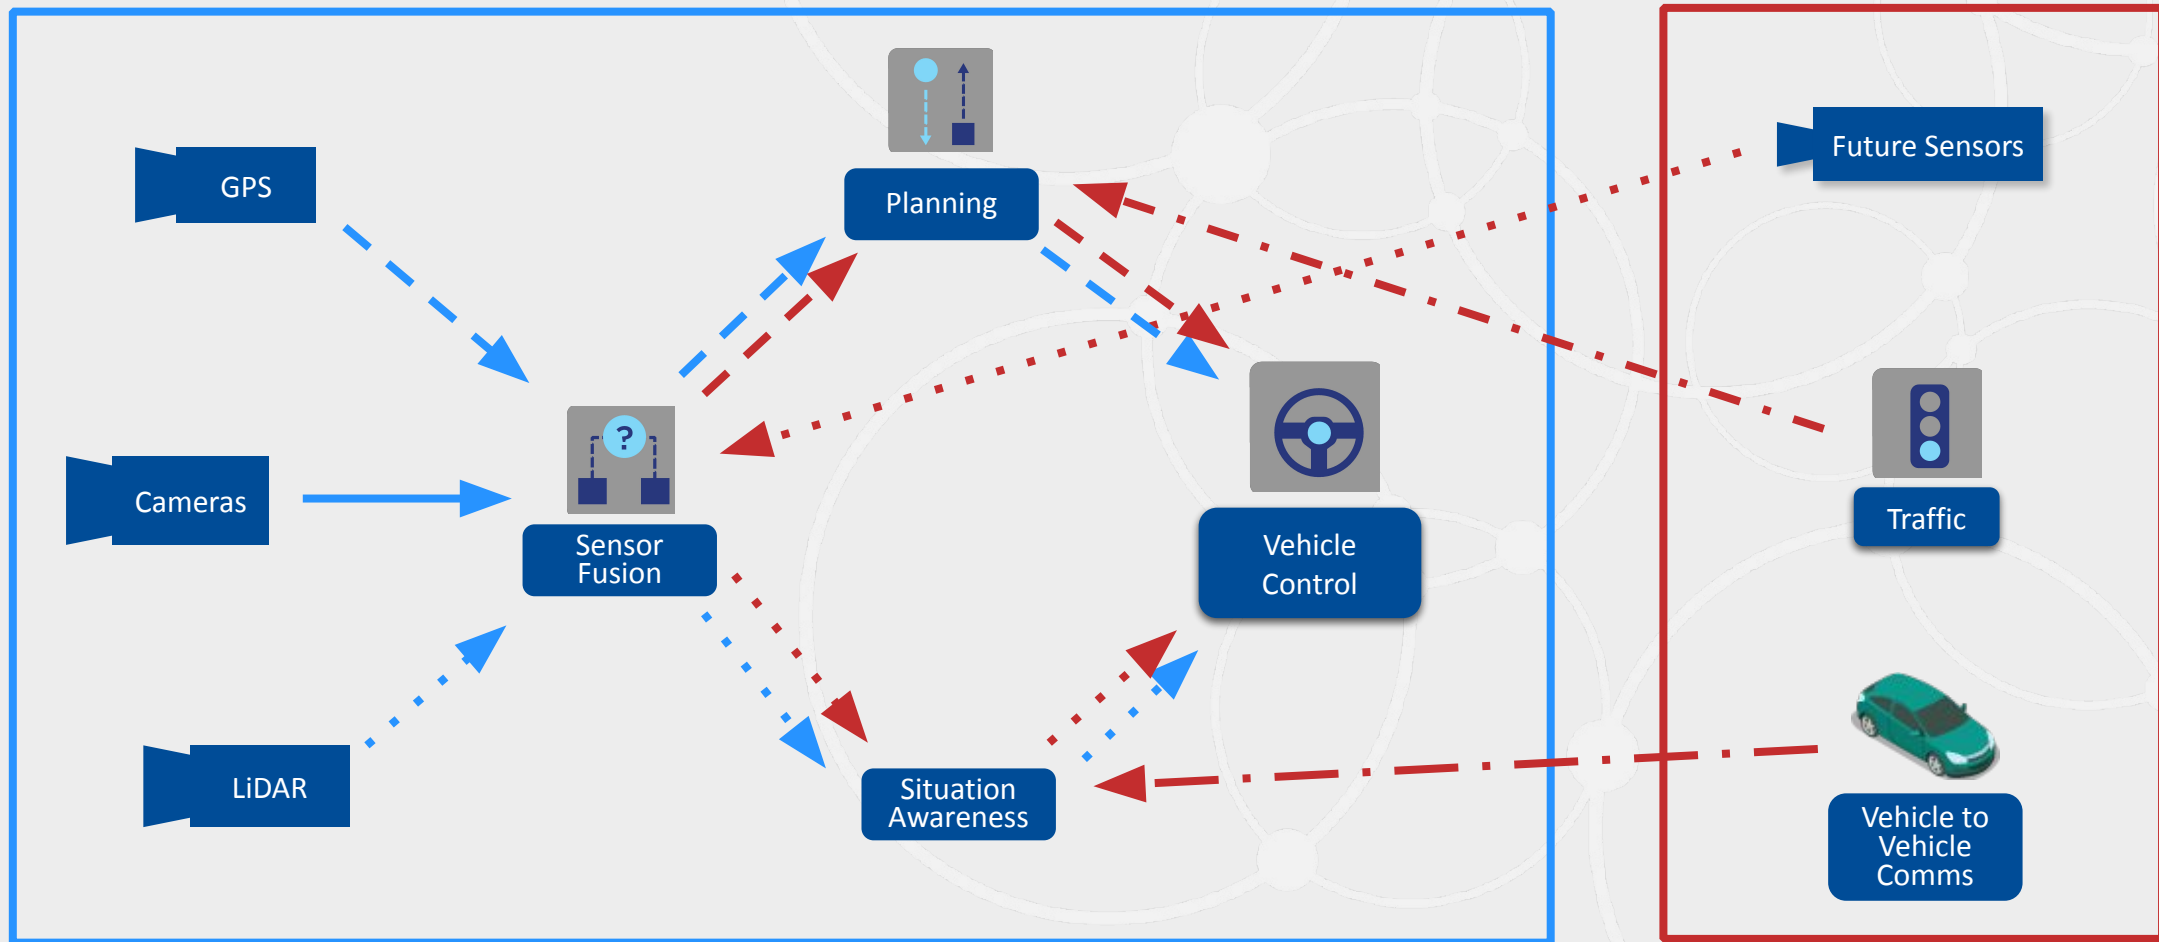 GPS
Cameras
LiDAR
?
Sensor
Fusion
Planning
Vehicle
Control
Situation
Awareness
Future Sensors
Traffic
Vehicle to
Vehicle
Comms